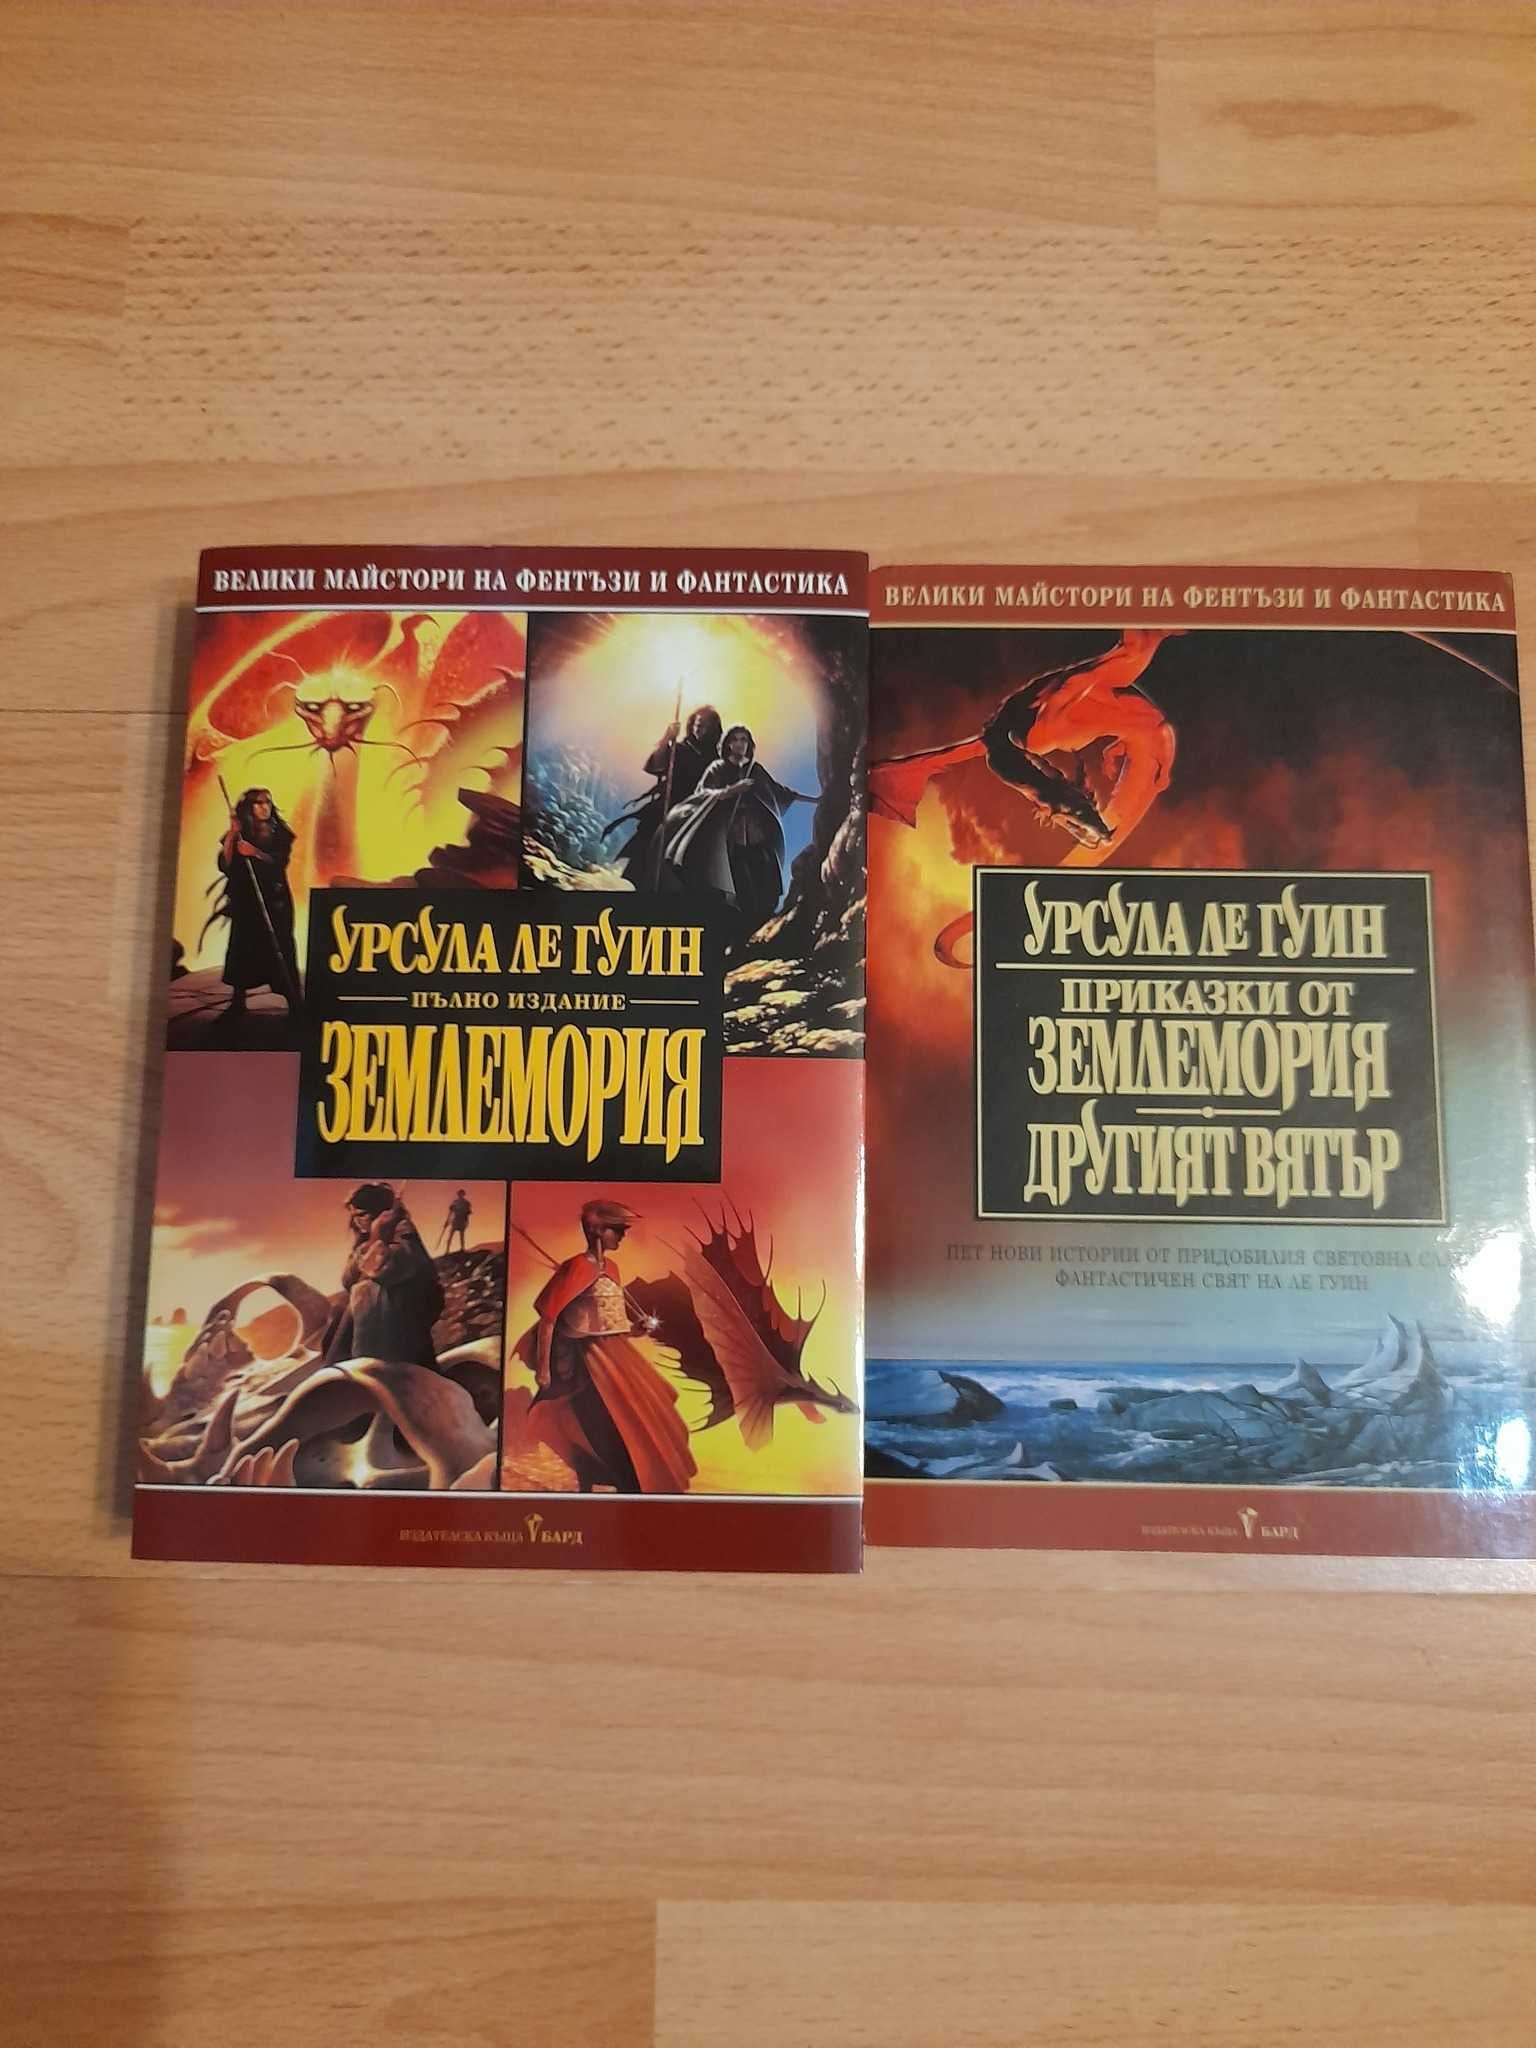 ВЕЛИКИ МАЙСТОРИ НА ФЕНТЪЗИ И ФАНТАСТИКА
УРСУЛА ЛЕ ГУИН
ПЪЛНО ИЗДАНИЕ
ЗЕМЛЕМОРИЯ
ИЗДАТЕЛСКА КЪЩА БАРД
ВЕЛИКИ МАЙСТОРИ НА ФЕНТЪЗИ И ФАНТАСТИКА
УРСУЛА ЛЕ ГУИН
ПРИКАЗКИ ОТ
ЗЕМЛЕМОРИЯ
ДРУГИЯТ ВЯТЪР
ПЕТ НОВИ ИСТОРИИ ОТ ПРИДОБИЛИЯ СВЕТОВНА
ФАНТАСТИЧЕН СВЯТ НА ЛЕ ГУИН
ИЗДАТЕЛСКА КЪЩА БАРД